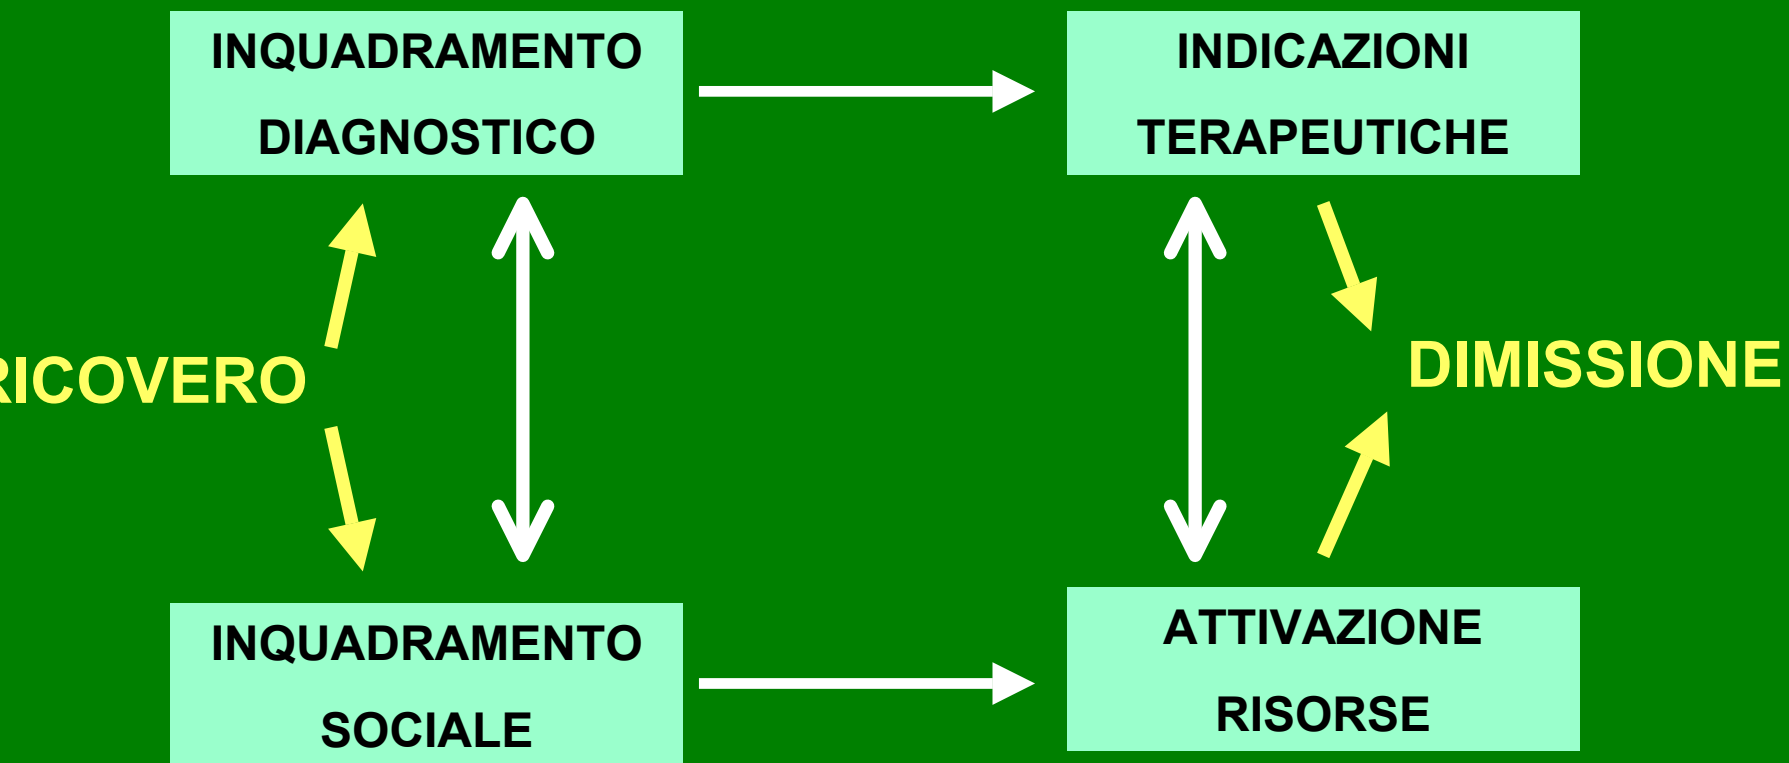 INQUADRAMENTO
DIAGNOSTICO
INDICAZIONI
TERAPEUTICHE
RICOVERO
DIMISSIONE
INQUADRAMENTO
SOCIALE
ATTIVAZIONE
RISORSE